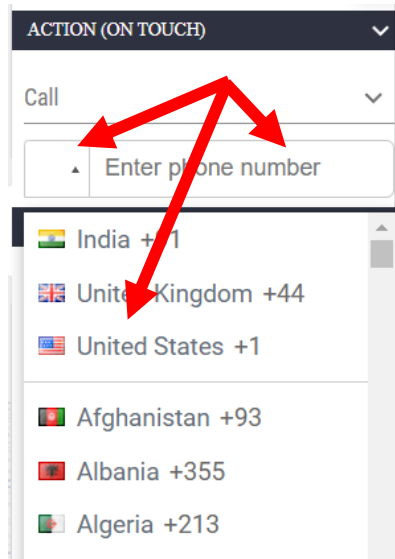 ACTION (ON TOUCH)
Call
Enter phone number
India +91
United Kingdom +44
United States +1
Afghanistan +93
Albania +355
Algeria +213